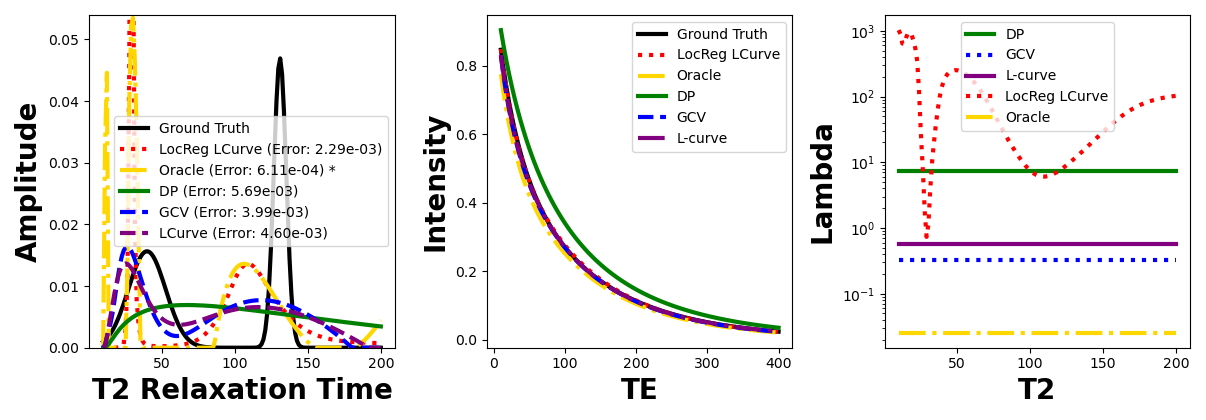 Amplitude
0.05
0.04
0.03
0.02
0.01
0.00
Ground Truth
LocReg LCurve (Error: 2.29e-03)
Oracle (Error: 6.11e-04) *
DP (Error: 5.69e-03)
GCV (Error: 3.99e-03)
LCurve (Error: 4.60e-03)
50 100 150 200
T2 Relaxation Time
Intensity
0.8
0.6
0.4
0.2
0.0
Ground Truth
LocReg LCurve
Oracle
DP
GCV
L-curve
0 100 200 300 400
TE
Lambda
10³
10²
10¹
10⁰
10⁻¹
DP
GCV
L-curve
LocReg LCurve
Oracle
50 100 150 200
T2